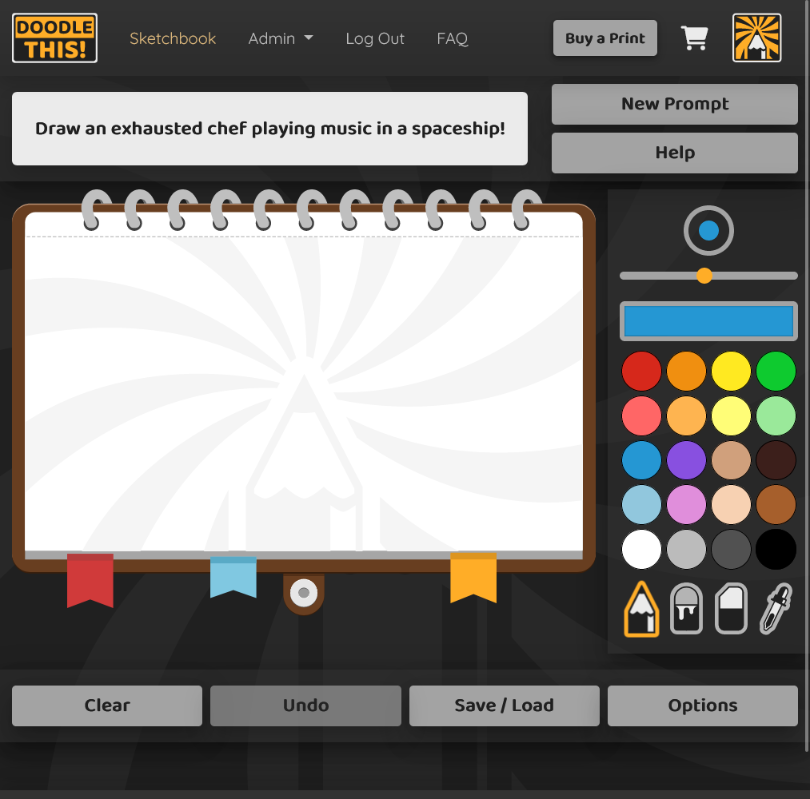 DOODLE
THIS!
Sketchbook
Admin
Log Out
FAQ
Buy a Print
Draw an exhausted chef playing music in a spaceship!
New Prompt
Help
Clear
Undo
Save / Load
Options